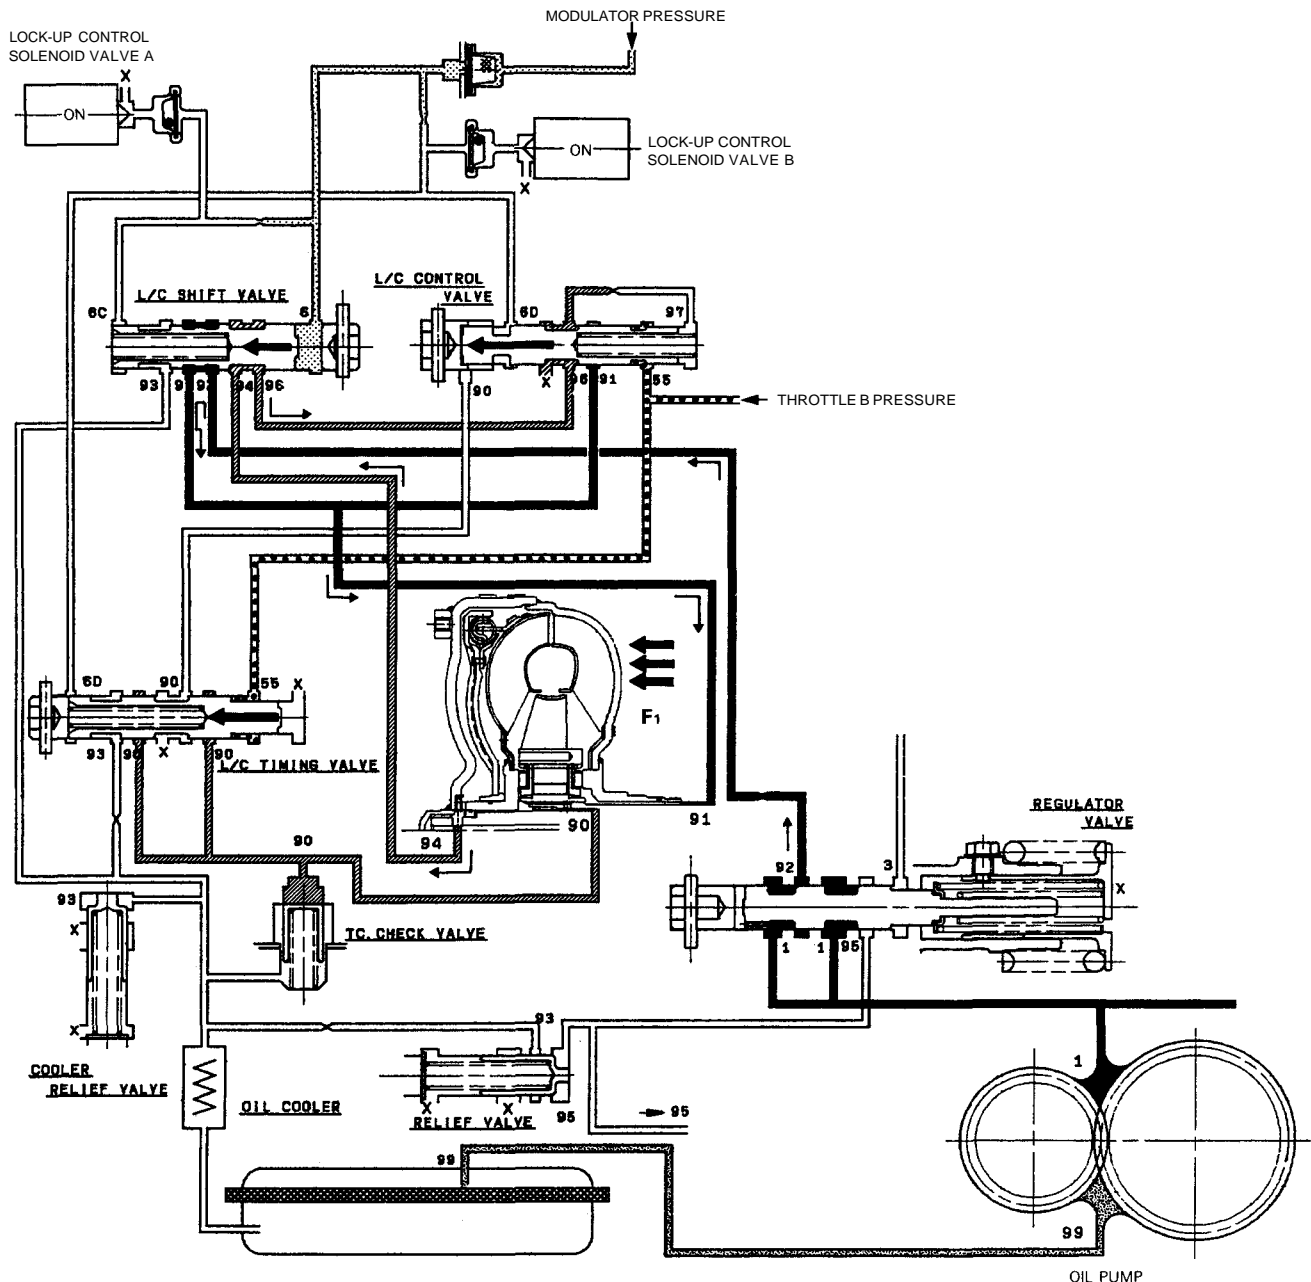 MODULATOR PRESSURE
LOCK-UP CONTROL
SOLENOID VALVE A
X
ON
ON
LOCK-UP CONTROL
SOLENOID VALVE B
X
L/C SHIFT VALVE
L/C CONTROL
VALVE
6C
6
6D
97
93
94
96
90
X
96
91
55
THROTTLE B PRESSURE
6D
90
55
X
93
90
X
90
L/C TIMING VALVE
F1
94
90
91
90
REGULATOR
VALVE
92
3
X
93
X
TC. CHECK VALVE
1
1
95
X
COOLER
RELIEF VALVE
OIL COOLER
93
X
X
RELIEF VALVE
95
95
1
99
99
OIL PUMP